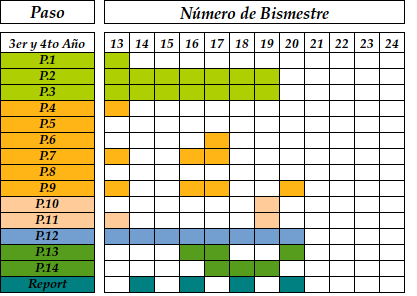 Paso Número de Bismestre
3er y 4to Año 13 14 15 16 17 18 19 20 21 22 23 24
P.1
P.2
P.3
P.4
P.5
P.6
P.7
P.8
P.9
P.10
P.11
P.12
P.13
P.14
Report